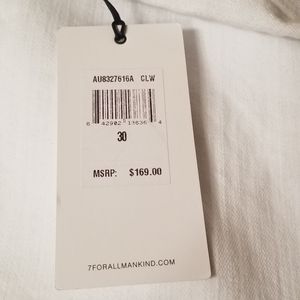 AU8327616A CLW
6 42902 13636 4
30
MSRP: $169.00
7FORALLMANKIND.COM